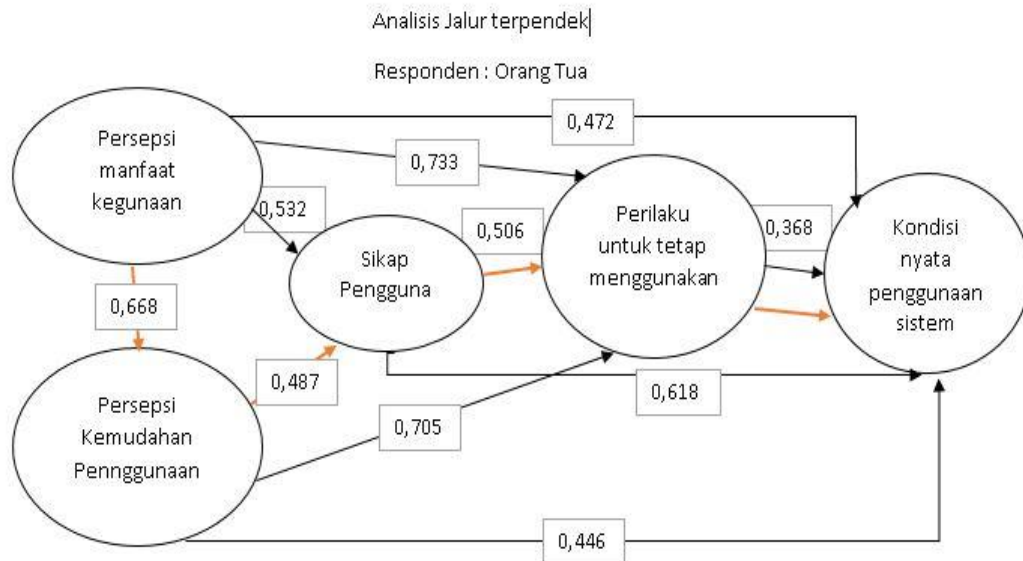 Analisis Jalur terpendek
Responden : Orang Tua
0,472
Persepsi
manfaat
kegunaan
0,733
0,532
0,506
Perilaku
untuk tetap
menggunakan
0,368
Kondisi
nyata
penggunaan
sistem
Sikap
Pengguna
0,668
0,487
0,618
Persepsi
Kemudahan
Pennggunaan
0,705
0,446